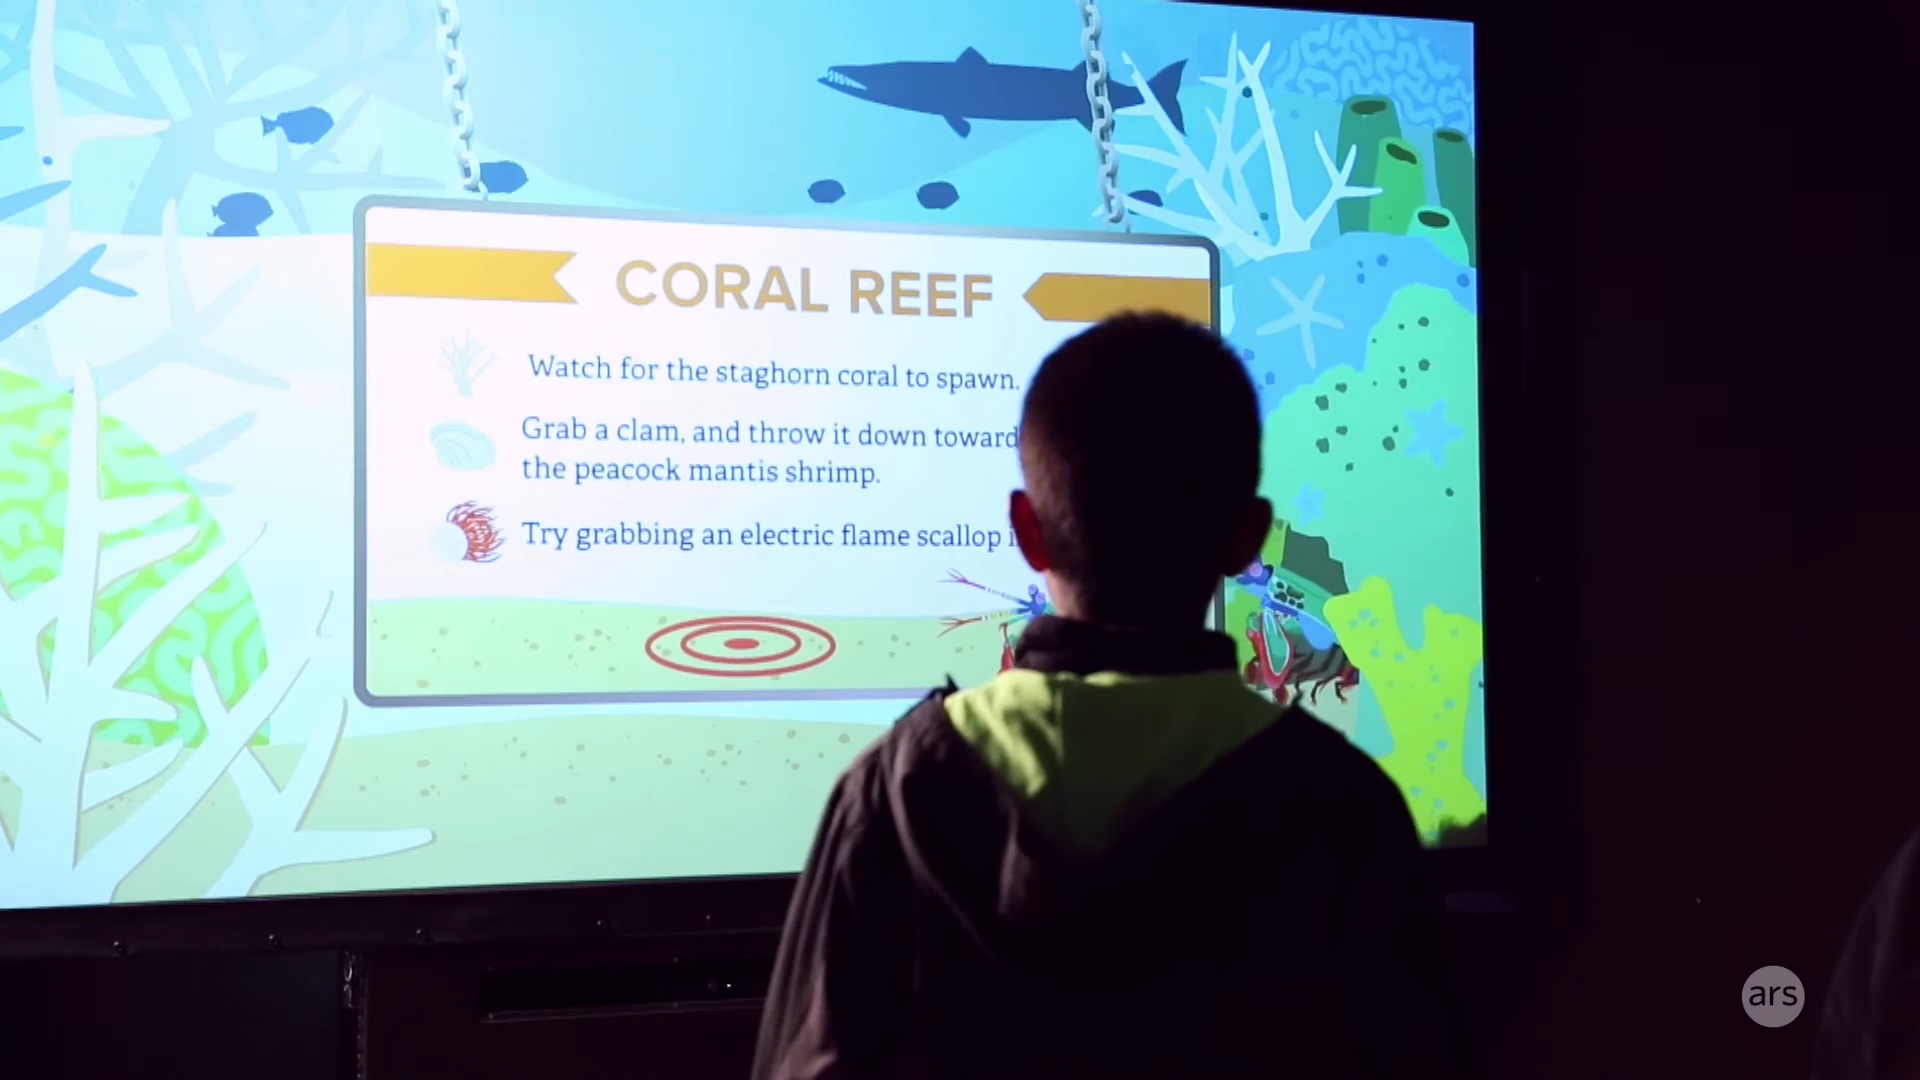 CORAL REEF
Watch for the staghorn coral to spawn.
Grab a clam, and throw it down toward
the peacock mantis shrimp.
Try grabbing an electric flame scallop
ars